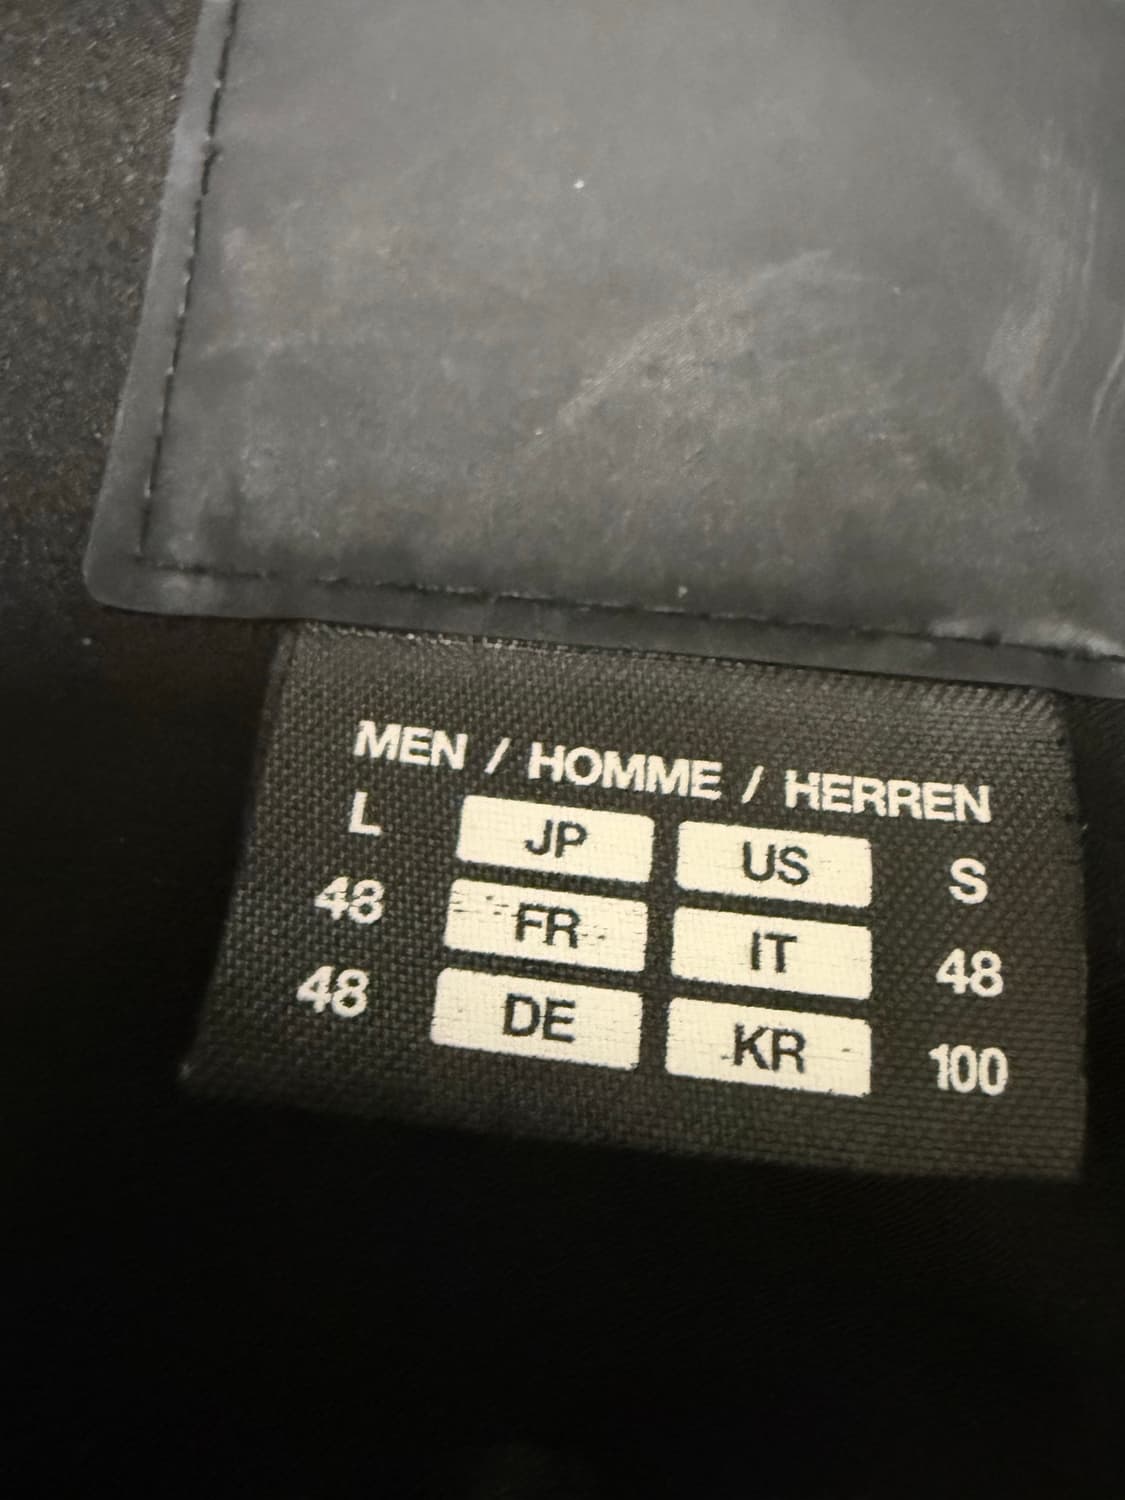 MEN / HOMME / HERREN
L JP US S
48 FR IT 48
48 DE KR 100